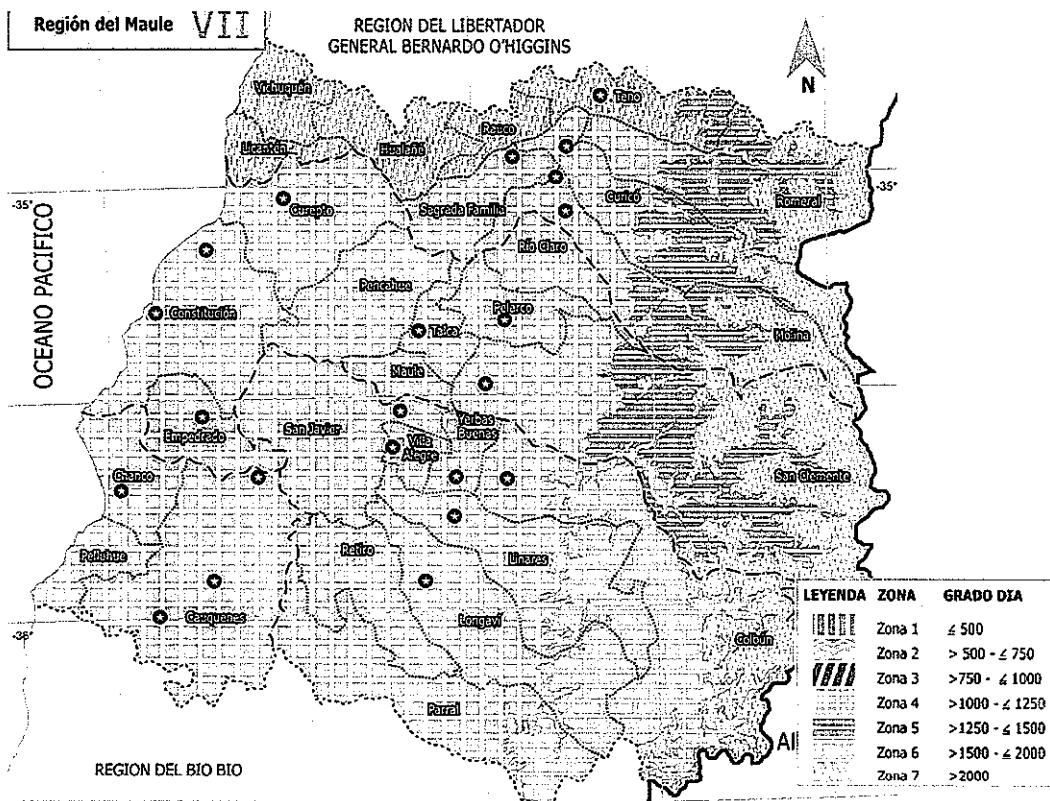 Región del Maule VII
REGION DEL LIBERTADOR
GENERAL BERNARDO O'HIGGINS
N
Vichuquén
Teno
Rauco
Licantén
Hualañé
-35°
-35°
Curepto
Sagrada Familia
Curicó
Romeral
Río Claro
OCEANO PACIFICO
Pencahue
Constitución
Pelarco
Talca
Molina
Maule
Empedrado
San Javier
Yerbas
Buenas
Villa
Alegre
Chanco
San Clemente
Pelluhue
Retiro
Linares
-36°
Cauquenes
Longaví
Colbún
Parral
REGION DEL BIO BIO
LEYENDA ZONA GRADO DIA
Zona 1 ≤ 500
Zona 2 > 500 - ≤ 750
Zona 3 >750 - ≤ 1000
Zona 4 >1000 - ≤ 1250
Zona 5 >1250 - ≤ 1500
Zona 6 >1500 - ≤ 2000
Zona 7 >2000